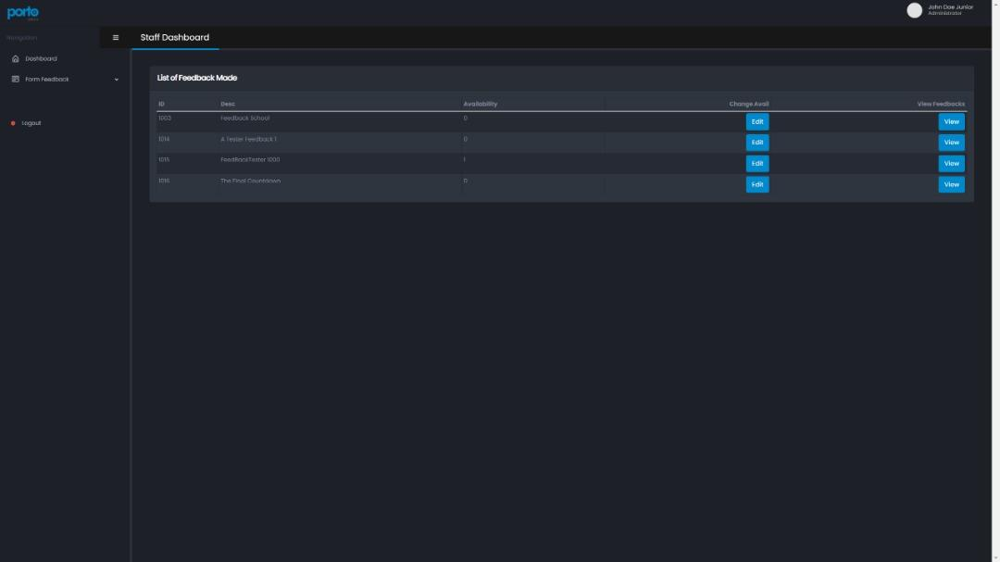 porto
John Doe Junior
Administrator
Navigation
Staff Dashboard
Dashboard
Form Feedback
Logout
List of Feedback Made
ID Desc Availability Change Avail View Feedbacks
1003 Feedback School 0 Edit View
1014 A Tester Feedback 1 0 Edit View
1015 FeedBackTester 1000 1 Edit View
1016 The Final Countdown 0 Edit View